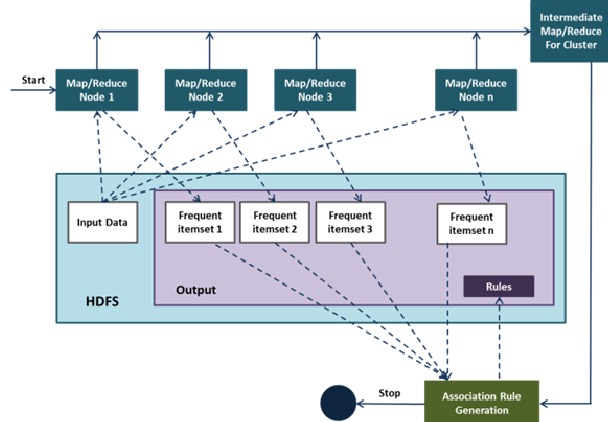 Intermediate
Map/Reduce
For Cluster
Start
Map/Reduce
Node 1
Map/Reduce
Node 2
Map/Reduce
Node 3
Map/Reduce
Node n
Input Data
Frequent
itemset 1
Frequent
itemset 2
Frequent
itemset 3
Frequent
itemset n
Output
Rules
HDFS
Stop
Association Rule
Generation